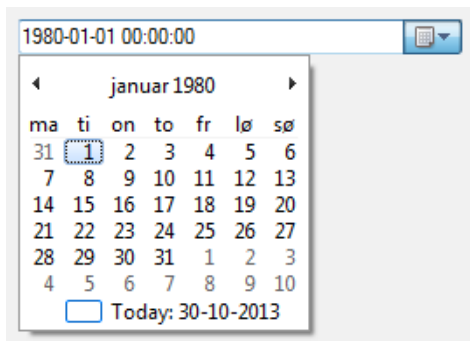 1980-01-01 00:00:00
januar 1980
ma ti on to fr lø sø
31 1 2 3 4 5 6
7 8 9 10 11 12 13
14 15 16 17 18 19 20
21 22 23 24 25 26 27
28 29 30 31 1 2 3
4 5 6 7 8 9 10
Today: 30-10-2013